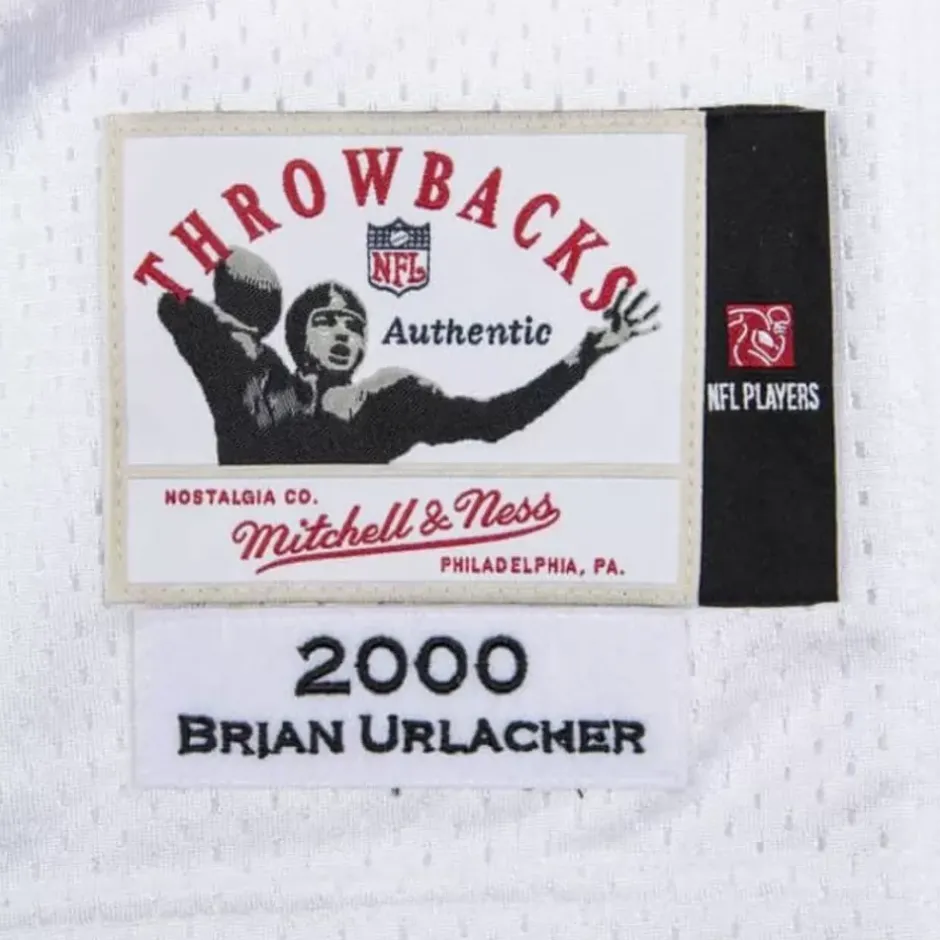 THROWBACKS
NFL
Authentic
NFL PLAYERS
NOSTALGIA CO.
Mitchell & Ness
PHILADELPHIA, PA.
2000
BRIAN URLACHER